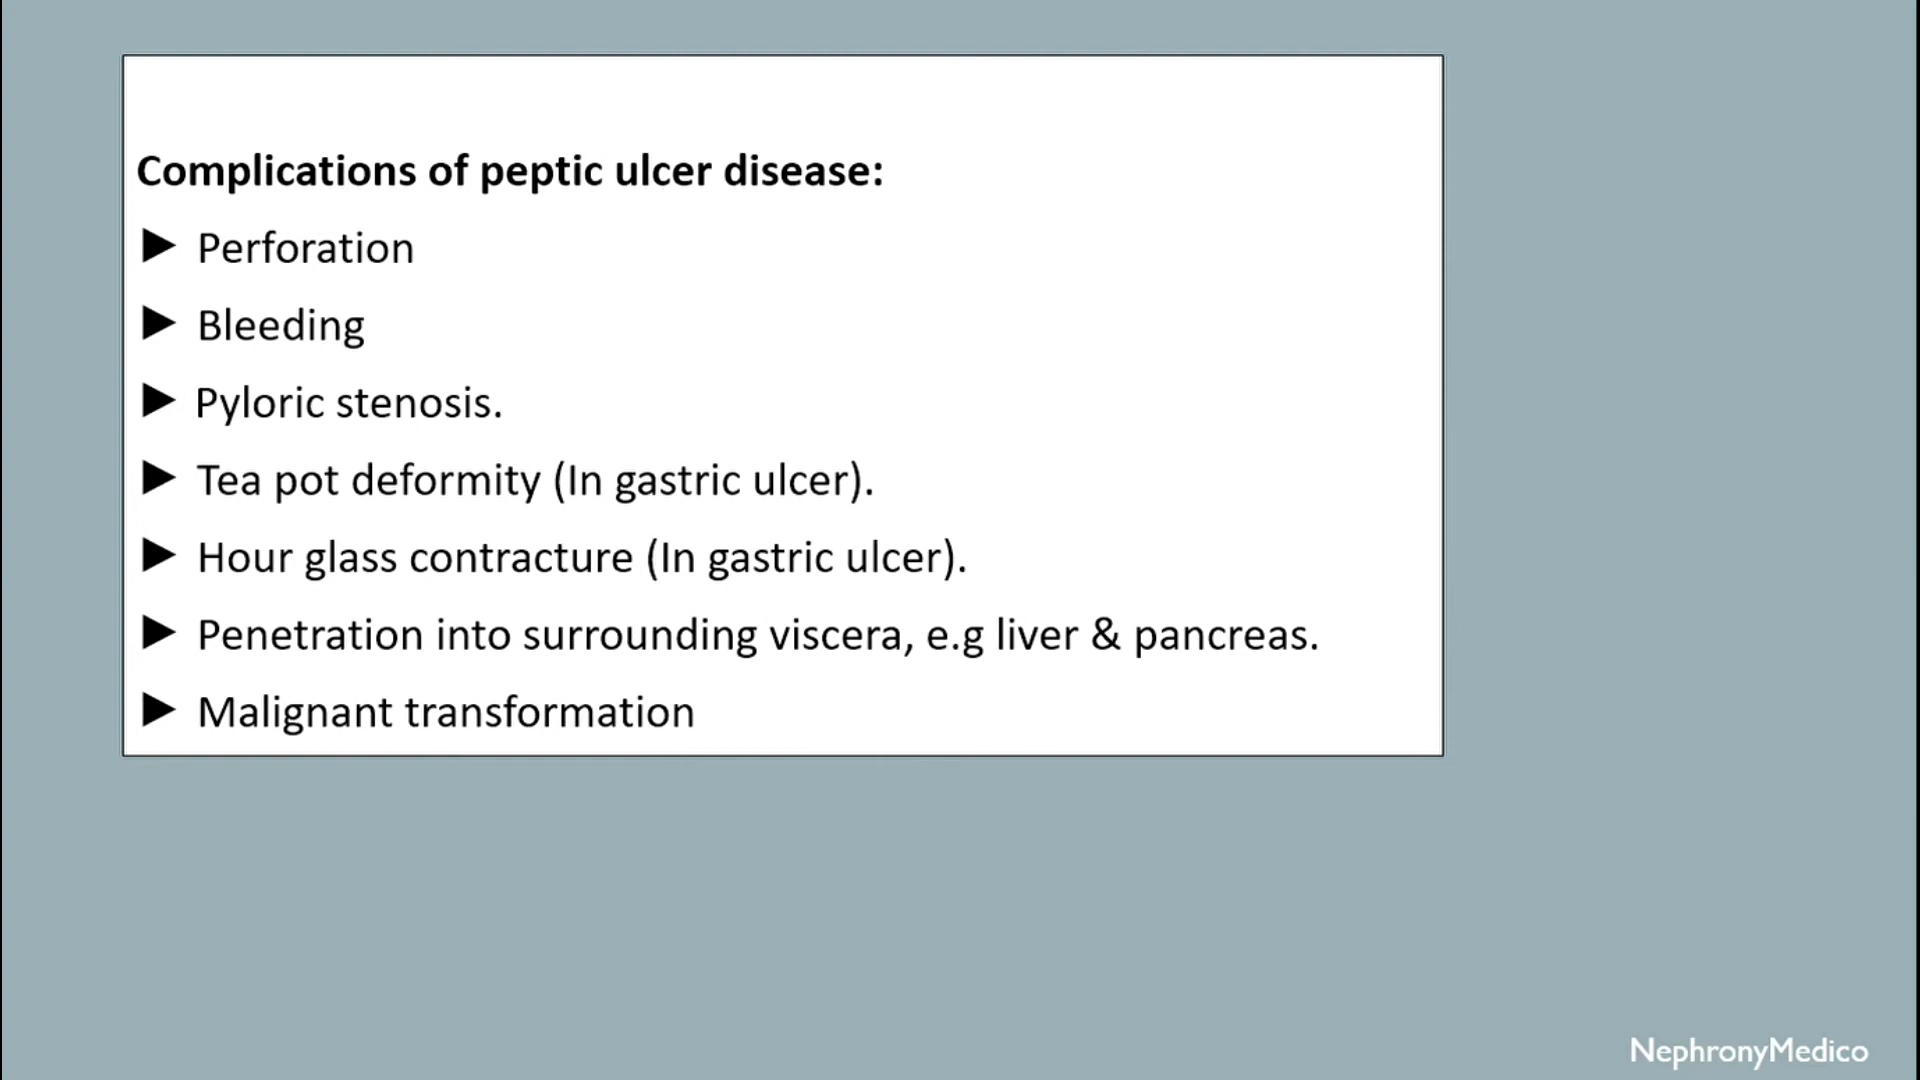 Complications of peptic ulcer disease:
► Perforation
► Bleeding
► Pyloric stenosis.
► Tea pot deformity (In gastric ulcer).
► Hour glass contracture (In gastric ulcer).
► Penetration into surrounding viscera, e.g liver & pancreas.
► Malignant transformation
NephronyMedico